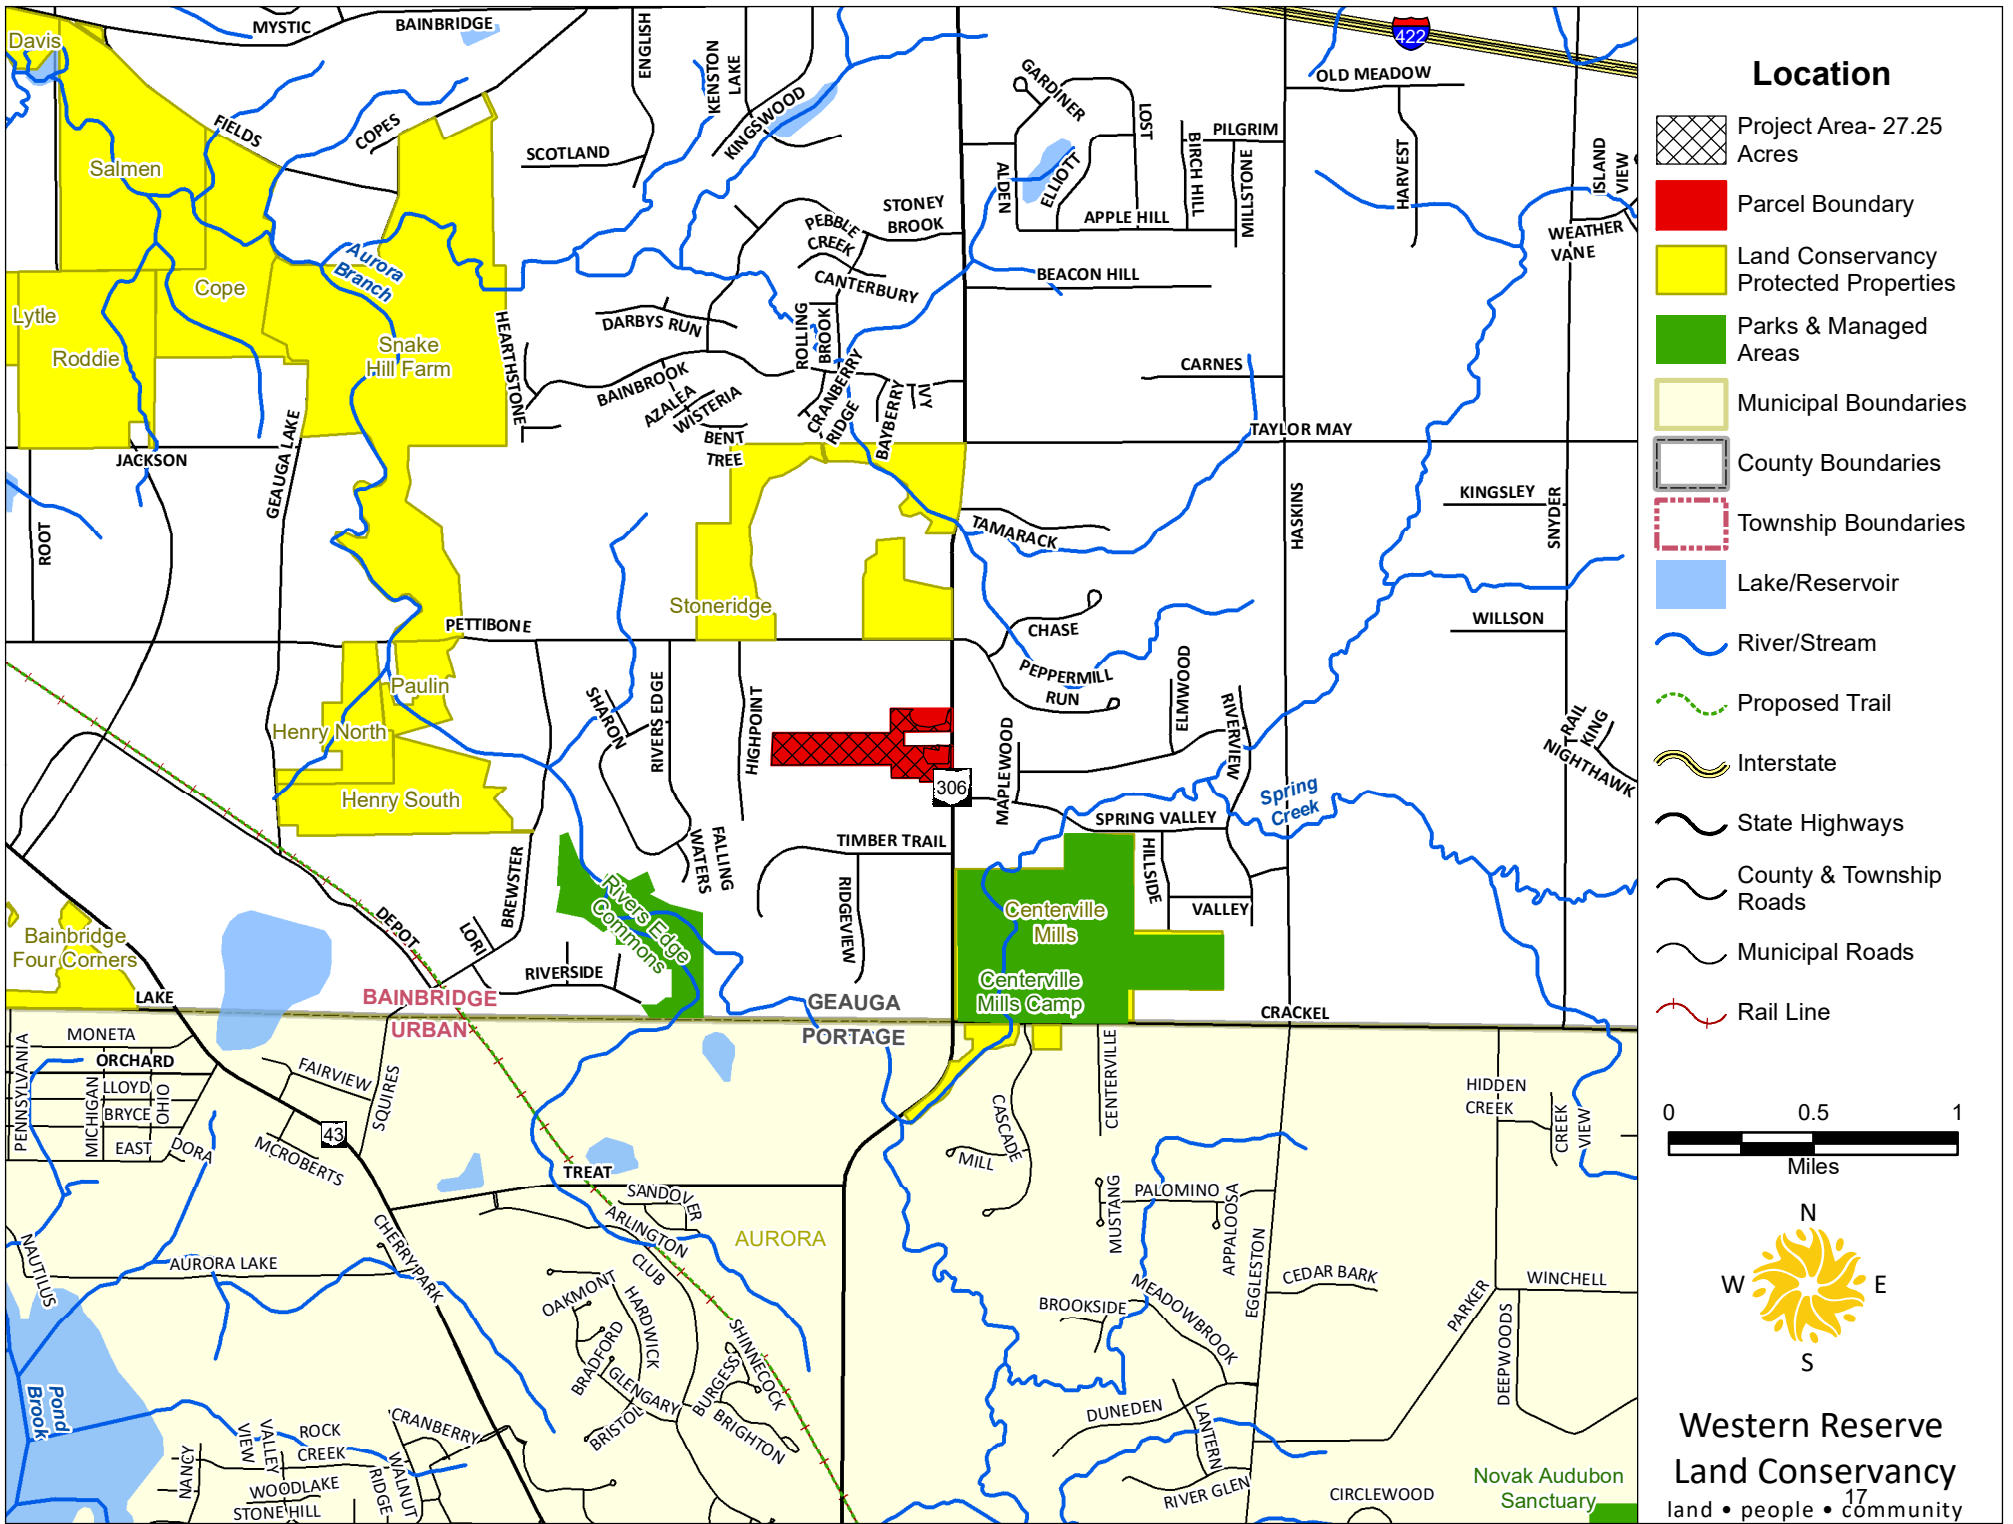 MYSTIC
BAINBRIDGE
ENGLISH
KENSTON
LAKE
KINGSWOOD
422
Davis
FIELDS
COPES
SCOTLAND
Salmen
GARDINER
LOST
OLD MEADOW
PILGRIM
BIRCH HILL
MILLSTONE
HARVEST
ISLAND
VIEW
ALDEN
ELLIOTT
APPLE HILL
WEATHER
VANE
STONEY
BROOK
PEBBLE
CREEK
CANTERBURY
BEACON HILL
Aurora
Branch
Cope
Lytle
Roddie
Snake
Hill Farm
HEARTHSTONE
DARBYS RUN
ROLLING
BROOK
BAINBROOK
AZALEA
WISTERIA
CRANBERRY
RIDGE
BAYBERRY
IVY
BENT
TREE
CARNES
TAYLOR MAY
JACKSON
GEAUGA LAKE
ROOT
KINGSLEY
SNYDER
HASKINS
TAMARACK
Stoneridge
PETTIBONE
CHASE
PEPPERMILL
RUN
WILLSON
ELMWOOD
RIVERVIEW
Paulin
Henry North
Henry South
SHARON
RIVERS EDGE
HIGHPOINT
306
MAPLEWOOD
RAIL
KING
NIGHTHAWK
Spring
Creek
SPRING VALLEY
HILLSIDE
VALLEY
TIMBER TRAIL
RIDGEVIEW
FALLING
WATERS
BREWSTER
LORI
DEPOT
RIVERSIDE
Rivers Edge
Commons
Centerville
Mills
Centerville
Mills Camp
Bainbridge
Four Corners
LAKE
BAINBRIDGE
URBAN
GEAUGA
PORTAGE
CRACKEL
MONETA
ORCHARD
PENNSYLVANIA
MICHIGAN
LLOYD
OHIO
BRYCE
EAST
DORA
FAIRVIEW
SQUIRES
43
MCROBERTS
TREAT
SANDOVER
ARLINGTON
CLUB
AURORA
CENTERVILLE
CASCADE
MILL
MUSTANG
PALOMINO
APPALOOSA
EGGLESTON
HIDDEN
CREEK
CREEK
VIEW
NAUTILUS
AURORA LAKE
CHERRY PARK
OAKMONT
HARDWICK
BRADFORD
GLENGARY
BRISTOL
BURGESS
SHINNECOCK
BRIGHTON
BROOKSIDE
MEADOWBROOK
CEDAR BARK
PARKER
WINCHELL
DEEPWOODS
DUNEDEN
LANTERN
RIVER GLEN
CIRCLEWOOD
Novak Audubon
Sanctuary
Pond
Brook
NANCY
VALLEY
VIEW
ROCK
CREEK
WOODLAKE
STONE HILL
CRANBERRY
WALNUT
RIDGE
Location
Project Area- 27.25
Acres
Parcel Boundary
Land Conservancy
Protected Properties
Parks & Managed
Areas
Municipal Boundaries
County Boundaries
Township Boundaries
Lake/Reservoir
River/Stream
Proposed Trail
Interstate
State Highways
County & Township
Roads
Municipal Roads
Rail Line
0 0.5 1
Miles
N
W E
S
Western Reserve
Land Conservancy
17
land • people • community